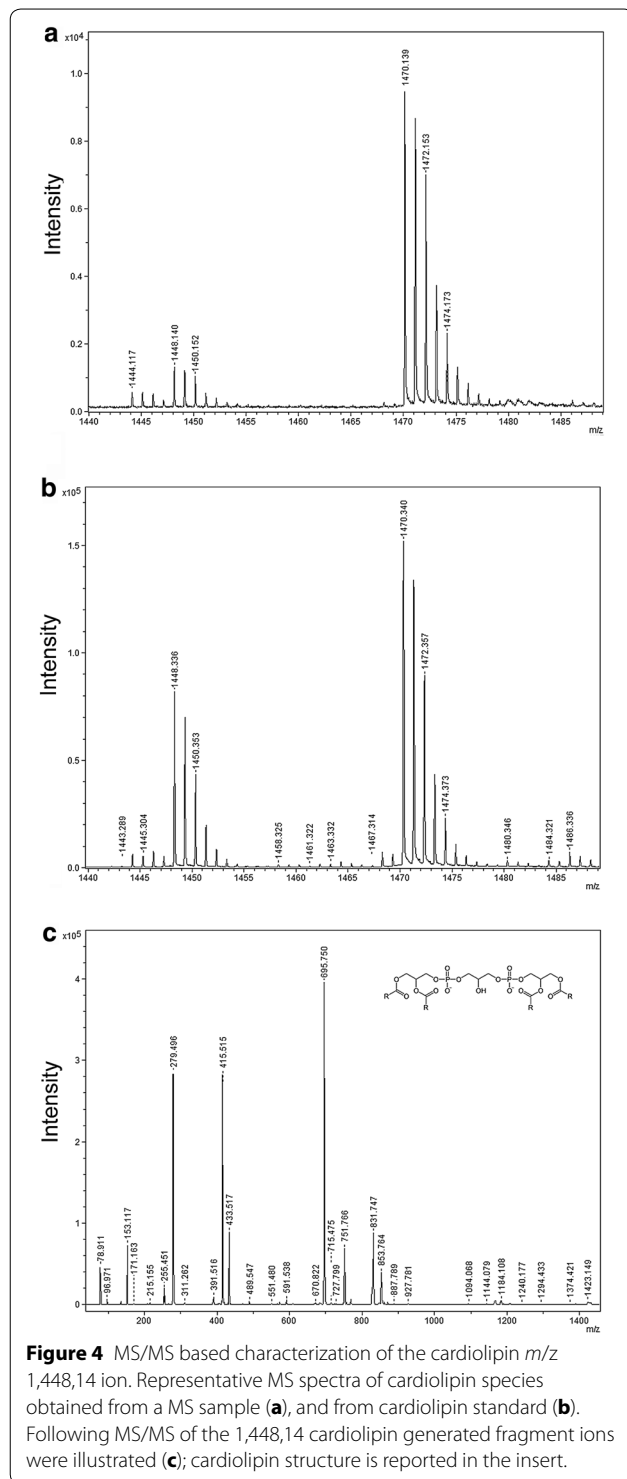 a
x10⁴
1.0
0.8
0.6
0.4
0.2
0.0
Intensity
1444.117
1448.140
1450.152
1470.139
1472.153
1474.173
1440 1445 1450 1455 1460 1465 1470 1475 1480 1485
m/z
b
x10⁵
1.5
1.0
0.5
0.0
Intensity
1443.289
1445.304
1448.336
1450.353
1458.325
1461.322
1463.332
1467.314
1470.340
1472.357
1474.373
1480.346
1484.321
1486.336
1440 1445 1450 1455 1460 1465 1470 1475 1480 1485
m/z
c
x10⁵
4
3
2
1
0
Intensity
78.911
96.971
153.117
171.163
215.155
255.451
279.496
311.262
391.516
415.515
433.517
489.547
551.480
591.538
670.822
695.750
715.475
727.799
751.766
831.747
853.764
887.789
927.781
1094.068
1144.079
1184.108
1240.177
1294.433
1374.421
1423.149
O O O
O-P-O O-P-O
R O O O⁻ OH O⁻ O O R
O O
R R
200 400 600 800 1000 1200 1400
m/z
Figure 4 MS/MS based characterization of the cardiolipin m/z
1,448,14 ion. Representative MS spectra of cardiolipin species
obtained from a MS sample (a), and from cardiolipin standard (b).
Following MS/MS of the 1,448,14 cardiolipin generated fragment ions
were illustrated (c); cardiolipin structure is reported in the insert.